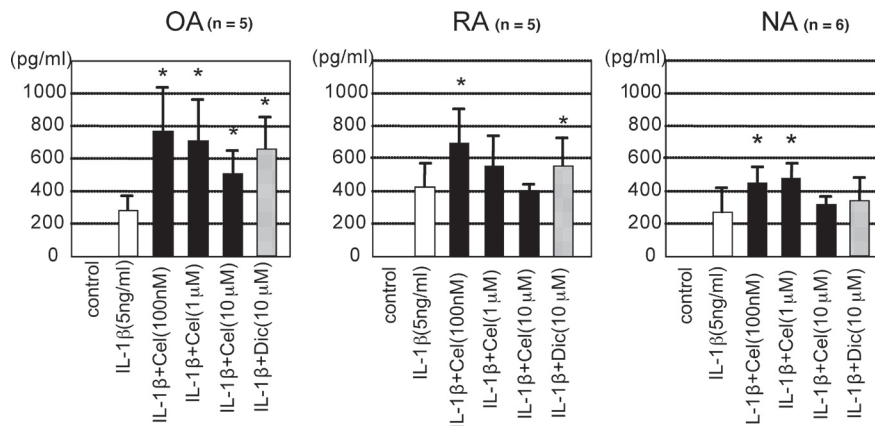 OA (n = 5)
(pg/ml)
1000
800
600
400
200
0
* * * *
control
IL-1β(5ng/ml)
IL-1β+Cel(100nM)
IL-1β+Cel(1 μM)
IL-1β+Cel(10 μM)
IL-1β+Dic(10 μM)
RA (n = 5)
(pg/ml)
1000
800
600
400
200
0
* *
control
IL-1β(5ng/ml)
L-1β+Cel(100nM)
IL-1β+Cel(1 μM)
IL-1β+Cel(10 μM)
IL-1β+Dic(10 μM)
NA (n = 6)
(pg/ml)
1000
800
600
400
200
0
* *
control
IL-1β(5ng/ml)
L-1β+Cel(100nM)
IL-1β+Cel(1 μM)
IL-1β+Cel(10 μM)
IL-1β+Dic(10 μM)